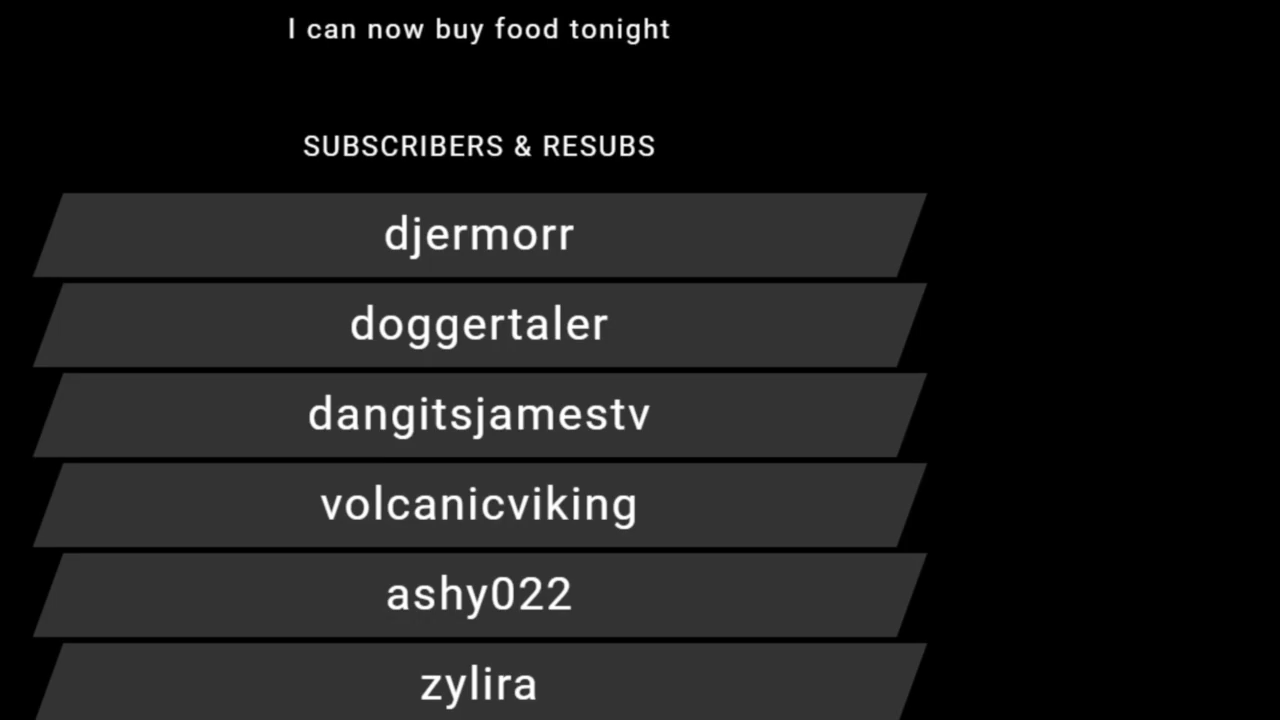 I can now buy food tonight
SUBSCRIBERS & RESUBS
djermorr
doggertaler
dangitsjamestv
volcanicviking
ashy022
zylira